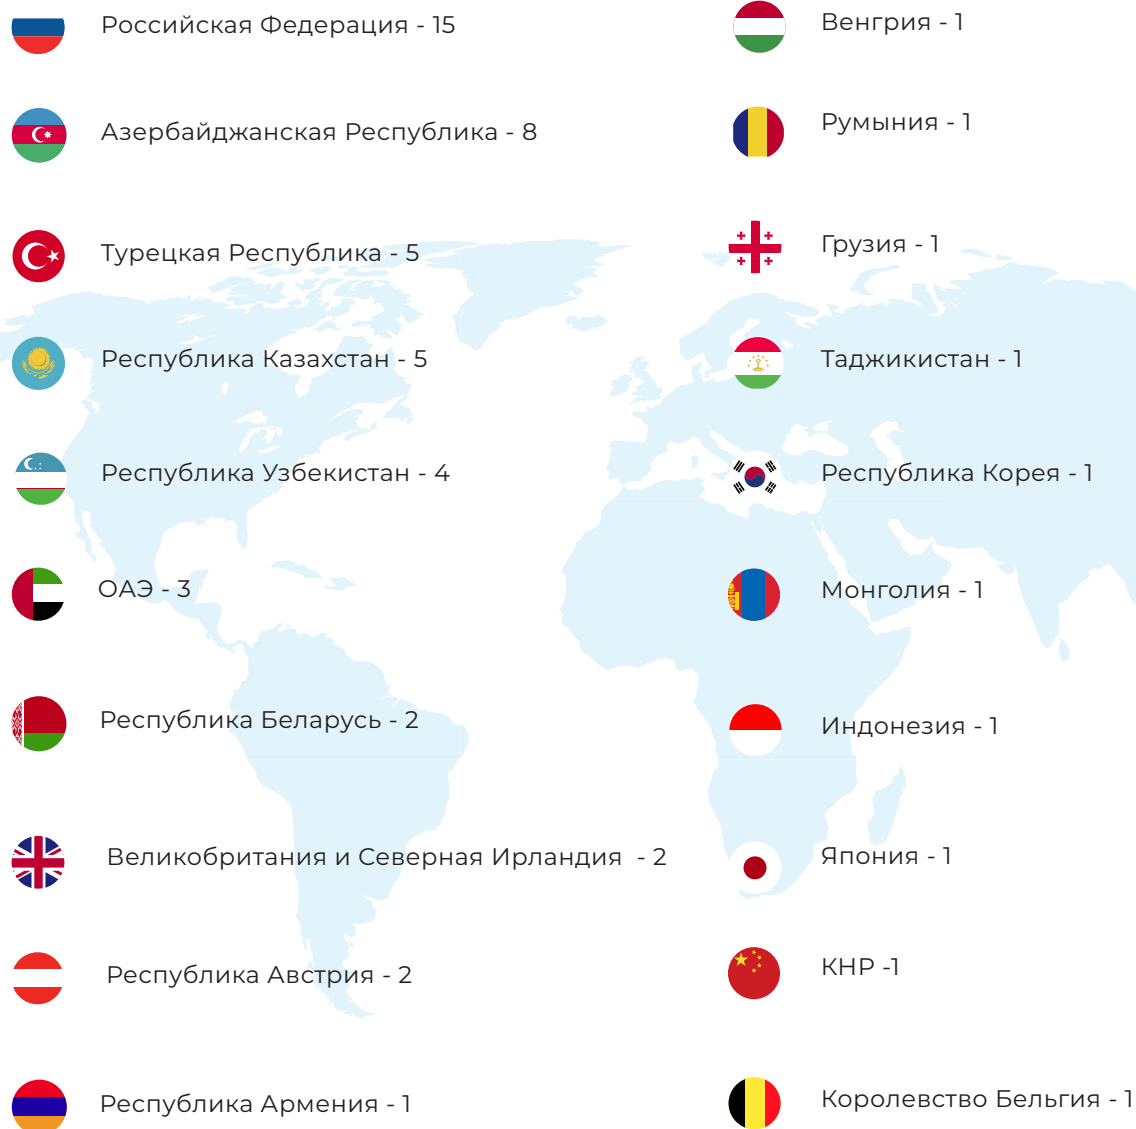 Российская Федерация - 15
Азербайджанская Республика - 8
Турецкая Республика - 5
Республика Казахстан - 5
Республика Узбекистан - 4
ОАЭ - 3
Республика Беларусь - 2
Великобритания и Северная Ирландия - 2
Республика Австрия - 2
Республика Армения - 1
Венгрия - 1
Румыния - 1
Грузия - 1
Таджикистан - 1
Республика Корея - 1
Монголия - 1
Индонезия - 1
Япония - 1
КНР -1
Королевство Бельгия - 1